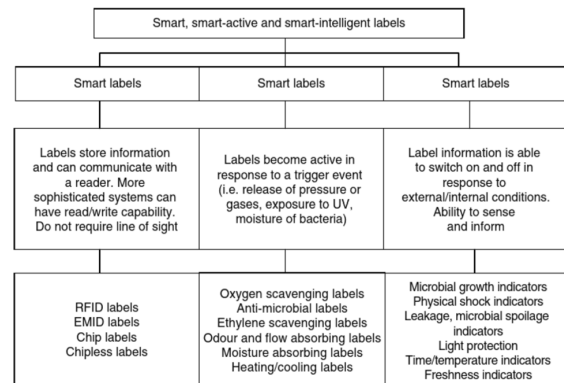 Smart, smart-active and smart-intelligent labels
Smart labels
Smart labels
Smart labels
Labels store information
and can communicate with
a reader. More
sophisticated systems can
have read/write capability.
Do not require line of sight
Labels become active in
response to a trigger event
(i.e. release of pressure or
gases, exposure to UV,
moisture of bacteria)
Label information is able
to switch on and off in
response to
external/internal conditions.
Ability to sense
and inform
RFID labels
EMID labels
Chip labels
Chipless labels
Oxygen scavenging labels
Anti-microbial labels
Ethylene scavenging labels
Odour and flow absorbing labels
Moisture absorbing labels
Heating/cooling labels
Microbial growth indicators
Physical shock indicators
Leakage, microbial spoilage
indicators
Light protection
Time/temperature indicators
Freshness indicators